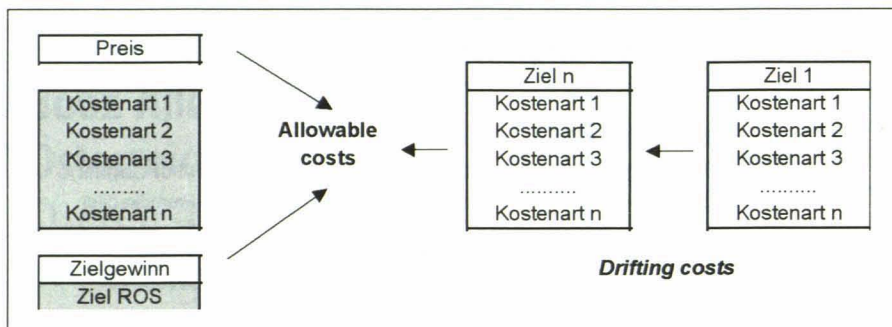 Preis
Kostenart 1
Kostenart 2
Kostenart 3
.........
Kostenart n
Zielgewinn
Ziel ROS
Allowable
costs
Ziel n
Kostenart 1
Kostenart 2
Kostenart 3
..........
Kostenart n
Ziel 1
Kostenart 1
Kostenart 2
Kostenart 3
..........
Kostenart n
Drifting costs